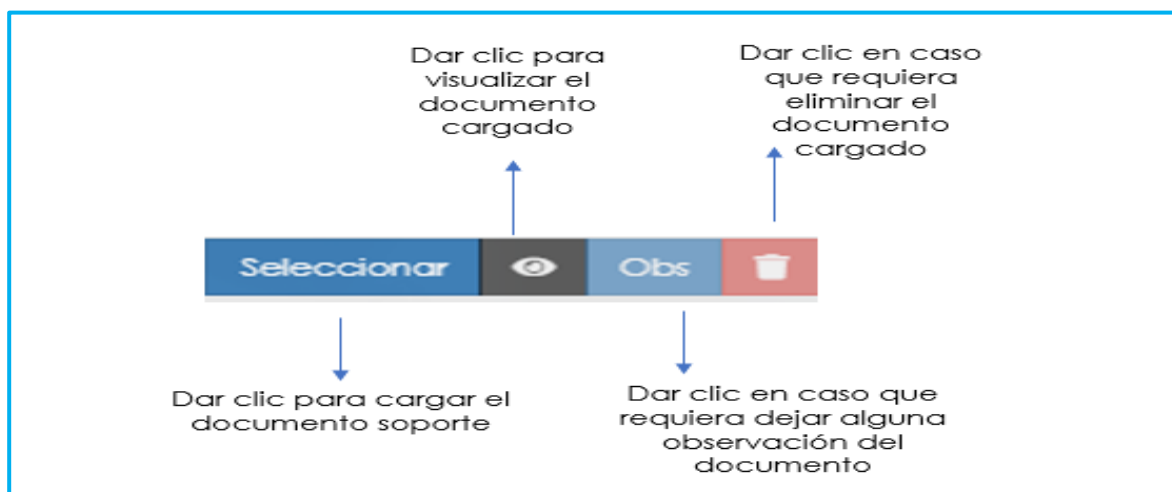 Dar clic para
visualizar el
documento
cargado
Dar clic en caso
que requiera
eliminar el
documento
cargado
Seleccionar
Obs
Dar clic para cargar el
documento soporte
Dar clic en caso que
requiera dejar alguna
observación del
documento